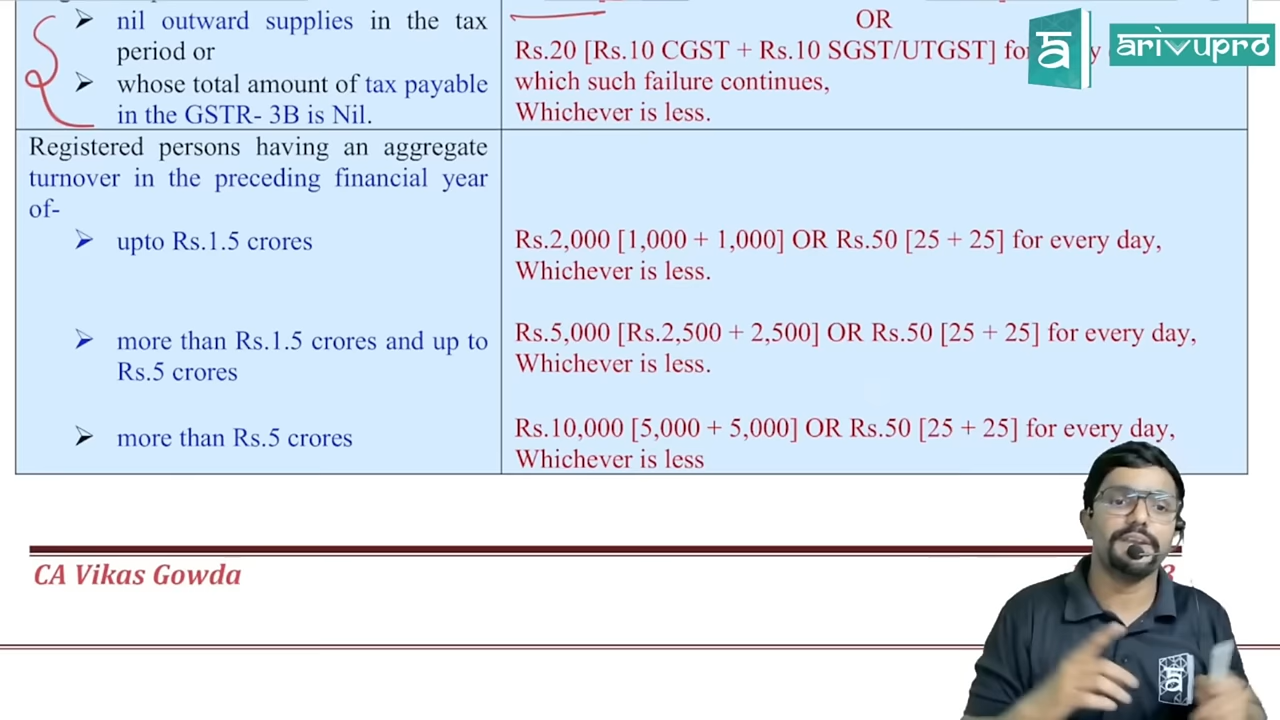 ➢ nil outward supplies in the tax
period or
➢ whose total amount of tax payable
in the GSTR- 3B is Nil.
OR
Rs.20 [Rs.10 CGST + Rs.10 SGST/UTGST] for
which such failure continues,
Whichever is less.
ā arivupro
Registered persons having an aggregate
turnover in the preceding financial year
of-
➢ upto Rs.1.5 crores
Rs.2,000 [1,000 + 1,000] OR Rs.50 [25 + 25] for every day,
Whichever is less.
➢ more than Rs.1.5 crores and up to
Rs.5 crores
Rs.5,000 [Rs.2,500 + 2,500] OR Rs.50 [25 + 25] for every day,
Whichever is less.
➢ more than Rs.5 crores
Rs.10,000 [5,000 + 5,000] OR Rs.50 [25 + 25] for every day,
Whichever is less
CA Vikas Gowda